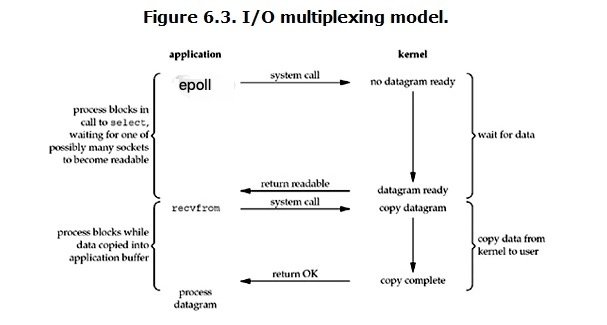 Figure 6.3. I/O multiplexing model.
application
kernel
epoll
system call
no datagram ready
process blocks in
call to select,
waiting for one of
possibly many sockets
to become readable
wait for data
return readable
datagram ready
recvfrom
system call
copy datagram
process blocks while
data copied into
application buffer
copy data from
kernel to user
return OK
copy complete
process
datagram